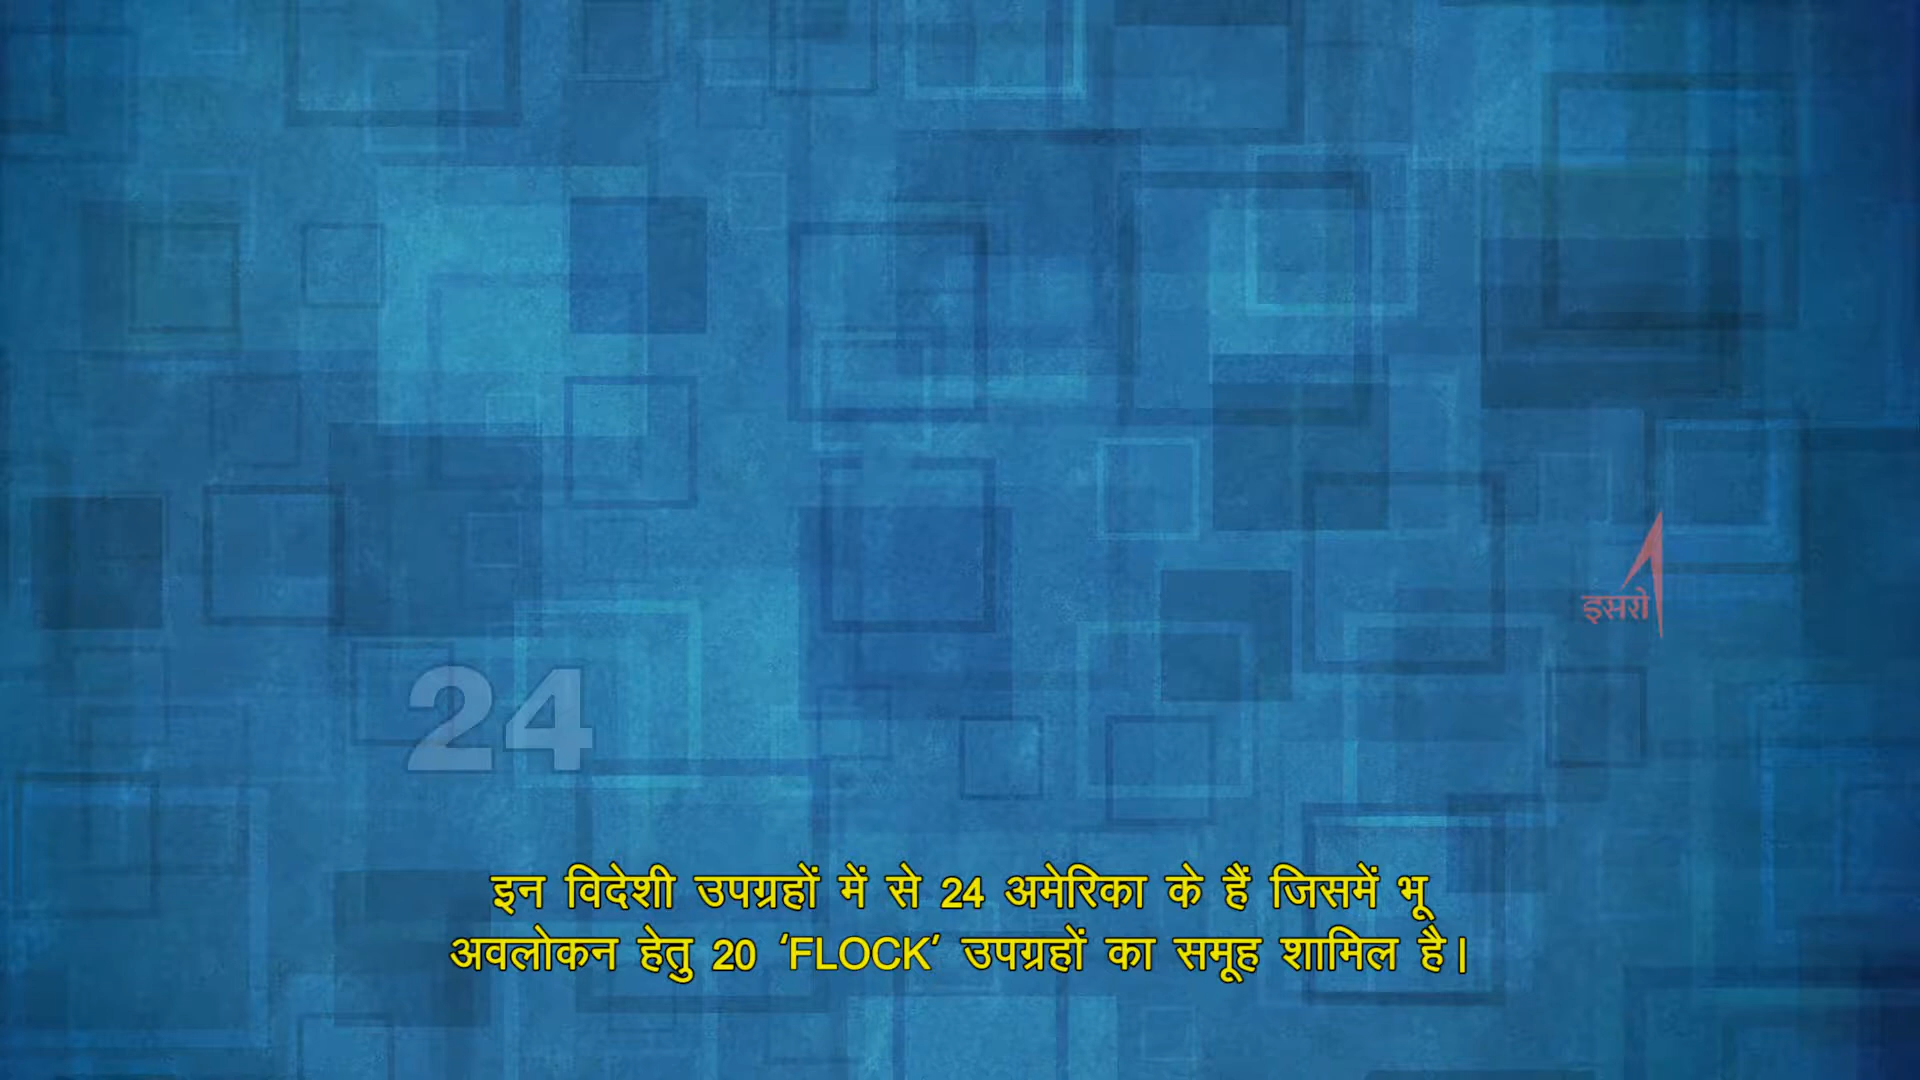 इसरो
24
इन विदेशी उपग्रहों में से 24 अमेरिका के हैं जिसमें भू
अवलोकन हेतु 20 ‘FLOCK’ उपग्रहों का समूह शामिल है।